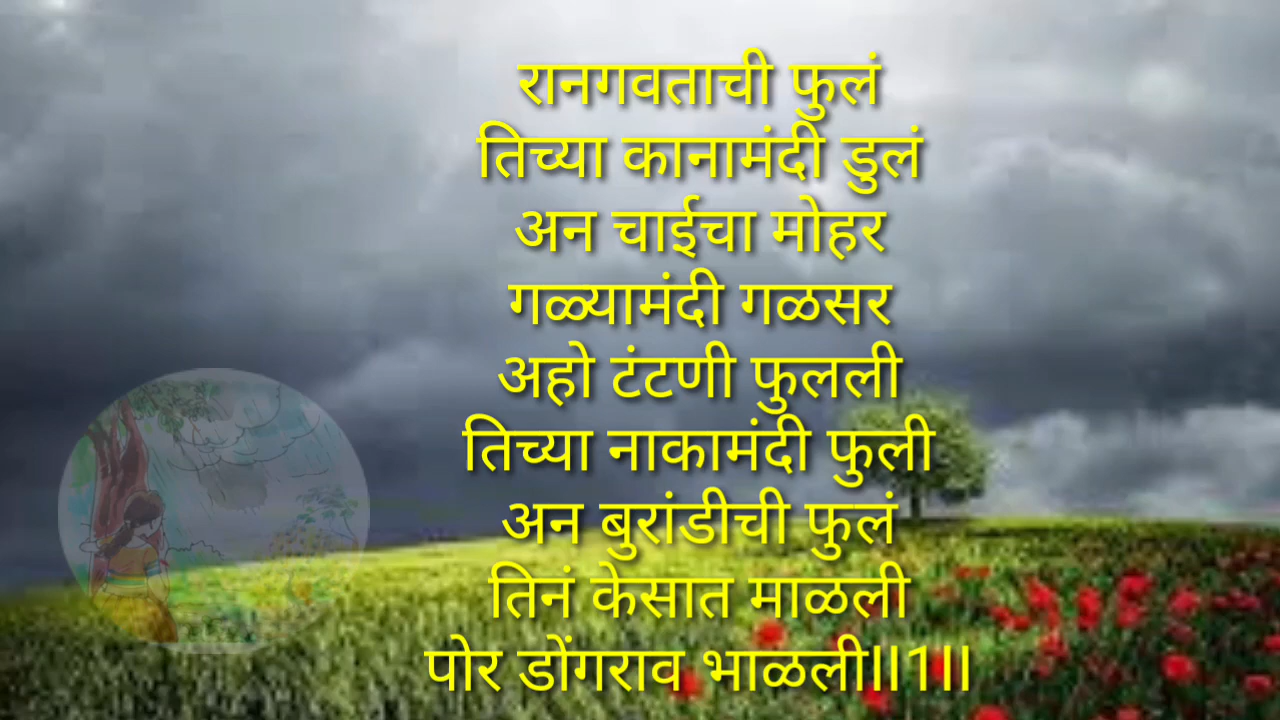 रानगवताची फुलं
तिच्या कानामंदी डुलं
अन चाईचा मोहर
गळ्यामंदी गळसर
अहो टंटणी फुलली
तिच्या नाकामंदी फुली
अन बुरांडीची फुलं
तिनं केसात माळली
पोर डोंगराव भाळली॥1॥